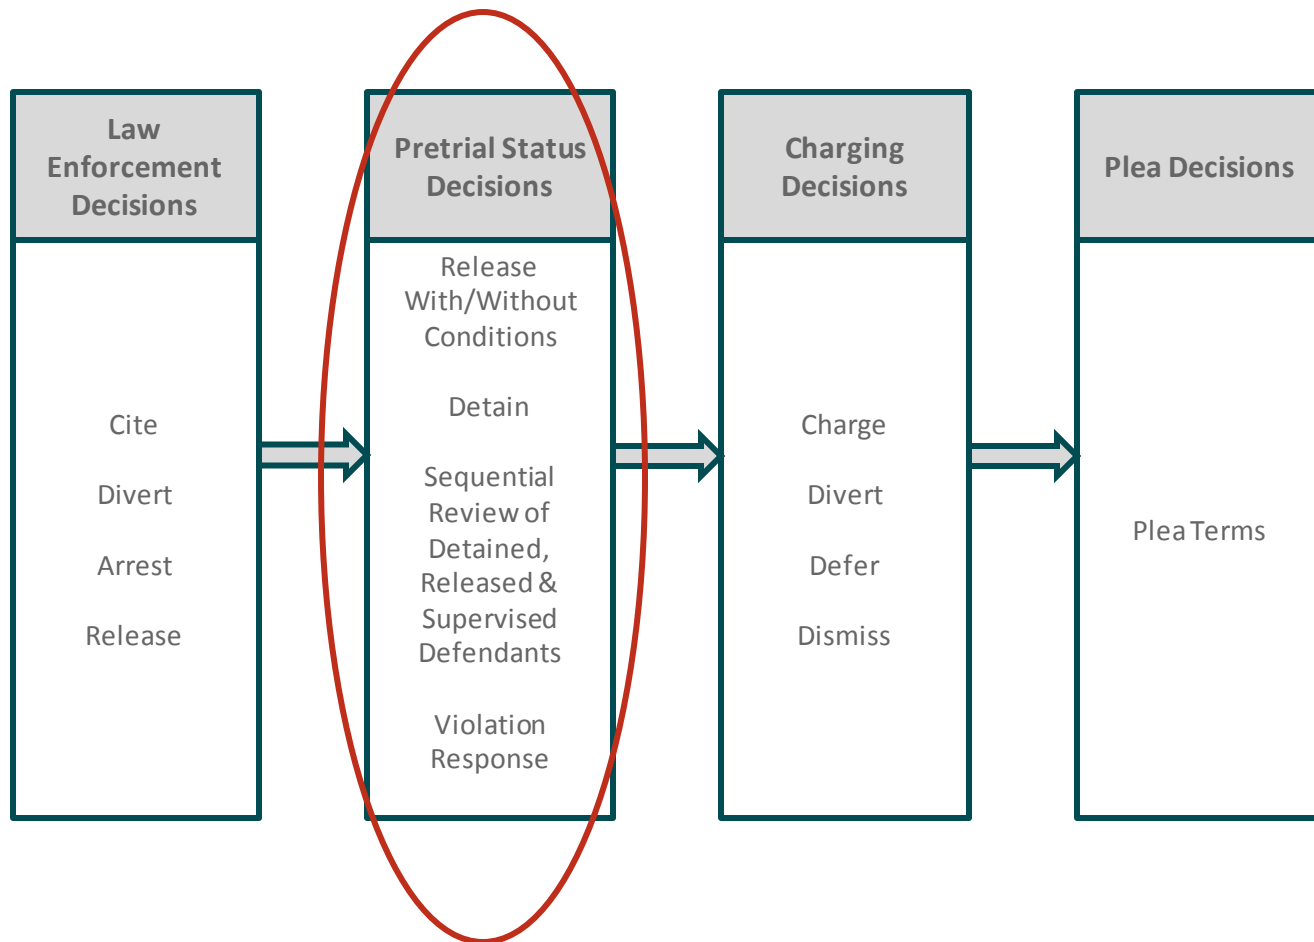 Law
Enforcement
Decisions
Cite
Divert
Arrest
Release
Pretrial Status
Decisions
Release
With/Without
Conditions
Detain
Sequential
Review of
Detained,
Released &
Supervised
Defendants
Violation
Response
Charging
Decisions
Charge
Divert
Defer
Dismiss
Plea Decisions
Plea Terms